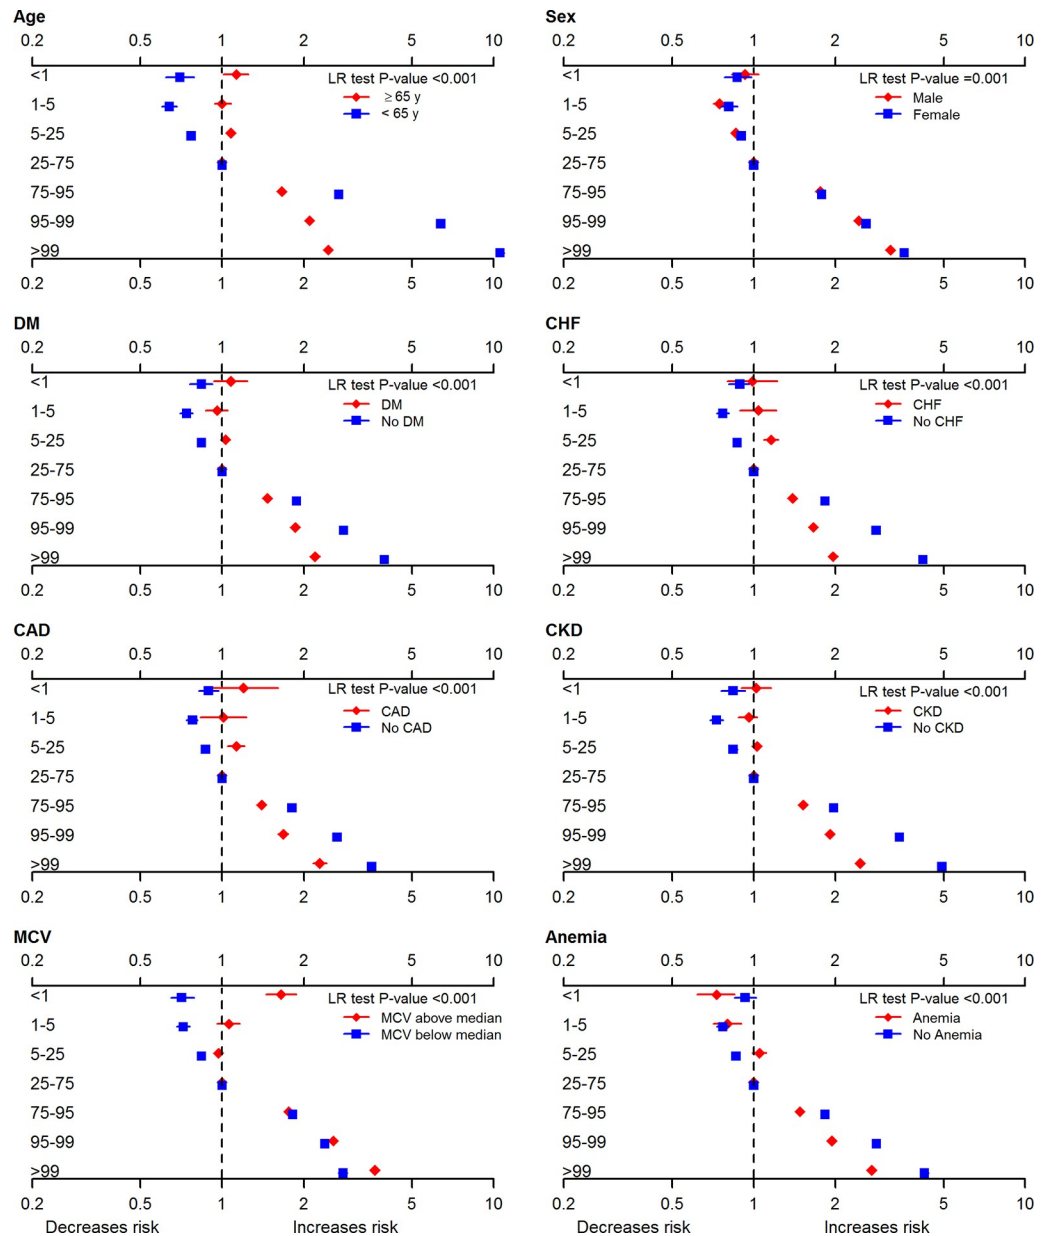 Age
0.2 0.5 1 2 5 10
<1
LR test P-value <0.001
≥ 65 y
1-5
< 65 y
5-25
25-75
75-95
95-99
>99
0.2 0.5 1 2 5 10
Sex
0.2 0.5 1 2 5 10
<1
LR test P-value =0.001
Male
1-5
Female
5-25
25-75
75-95
95-99
>99
0.2 0.5 1 2 5 10
DM
0.2 0.5 1 2 5 10
<1
LR test P-value <0.001
DM
1-5
No DM
5-25
25-75
75-95
95-99
>99
0.2 0.5 1 2 5 10
CHF
0.2 0.5 1 2 5 10
<1
LR test P-value <0.001
CHF
1-5
No CHF
5-25
25-75
75-95
95-99
>99
0.2 0.5 1 2 5 10
CAD
0.2 0.5 1 2 5 10
<1
LR test P-value <0.001
CAD
1-5
No CAD
5-25
25-75
75-95
95-99
>99
0.2 0.5 1 2 5 10
CKD
0.2 0.5 1 2 5 10
<1
LR test P-value <0.001
CKD
1-5
No CKD
5-25
25-75
75-95
95-99
>99
0.2 0.5 1 2 5 10
MCV
0.2 0.5 1 2 5 10
<1
LR test P-value <0.001
MCV above median
1-5
MCV below median
5-25
25-75
75-95
95-99
>99
0.2 0.5 1 2 5 10
Decreases risk Increases risk
Anemia
0.2 0.5 1 2 5 10
<1
LR test P-value <0.001
Anemia
1-5
No Anemia
5-25
25-75
75-95
95-99
>99
0.2 0.5 1 2 5 10
Decreases risk Increases risk